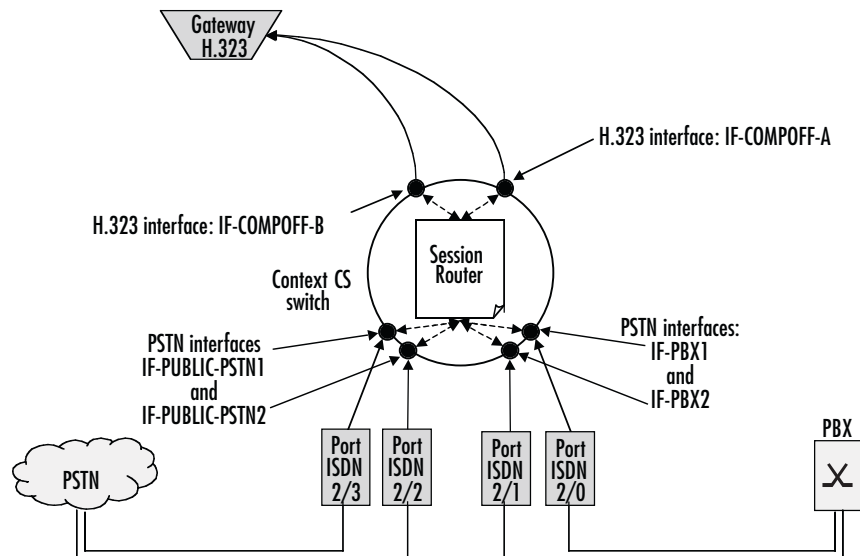 Gateway
H.323
H.323 interface: IF-COMPOFF-A
H.323 interface: IF-COMPOFF-B
Session
Router
Context CS
switch
PSTN interfaces
IF-PUBLIC-PSTN1
and
IF-PUBLIC-PSTN2
PSTN interfaces:
IF-PBX1
and
IF-PBX2
PSTN
Port
ISDN
2/3
Port
ISDN
2/2
Port
ISDN
2/1
Port
ISDN
2/0
PBX